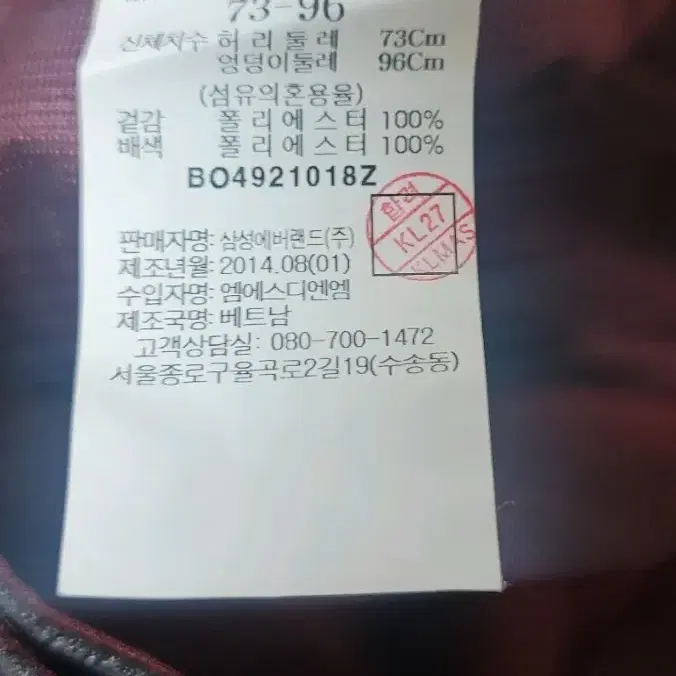 73-96
신체치수 허 리 둘 레 73Cm
엉덩이둘레 96Cm
(섬유의혼용율)
겉감 폴 리 에 스 터 100%
배색 폴 리 에 스 터 100%
BO4921018Z
합격
KL27
KLMAS
판매자명: 삼성에버랜드(주)
제조년월: 2014.08(01)
수입자명: 엠에스디엔엠
제조국명: 베트남
고객상담실: 080-700-1472
서울종로구율곡로2길19(수송동)